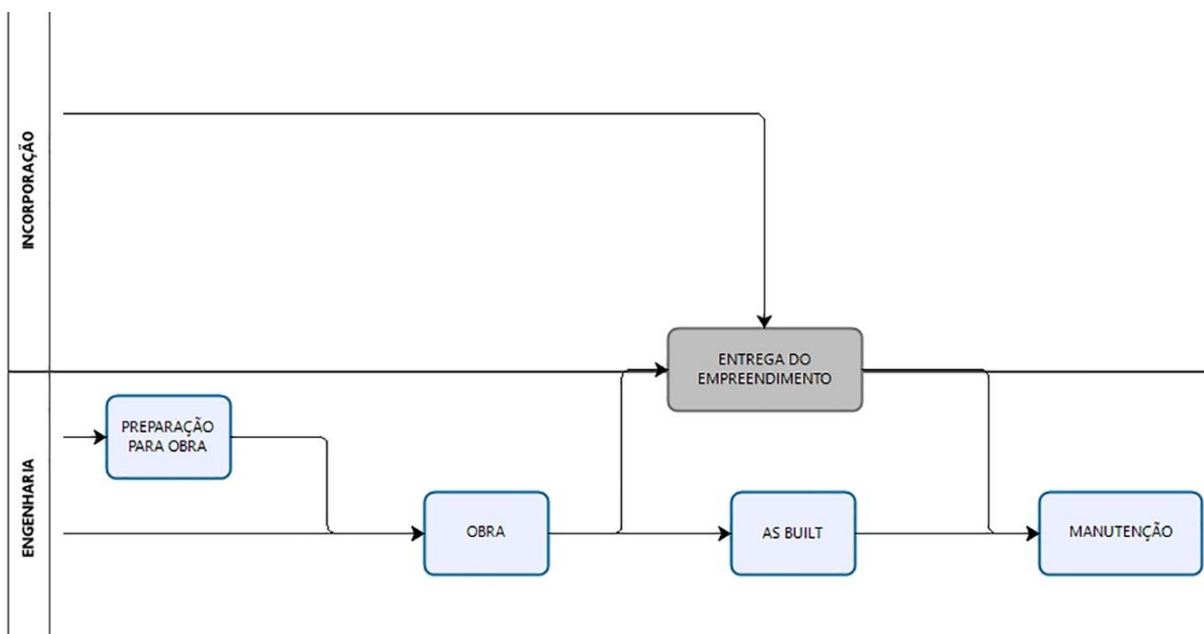 INCORPORAÇÃO
ENTREGA DO
EMPREENDIMENTO
ENGENHARIA
PREPARAÇÃO
PARA OBRA
OBRA
AS BUILT
MANUTENÇÃO